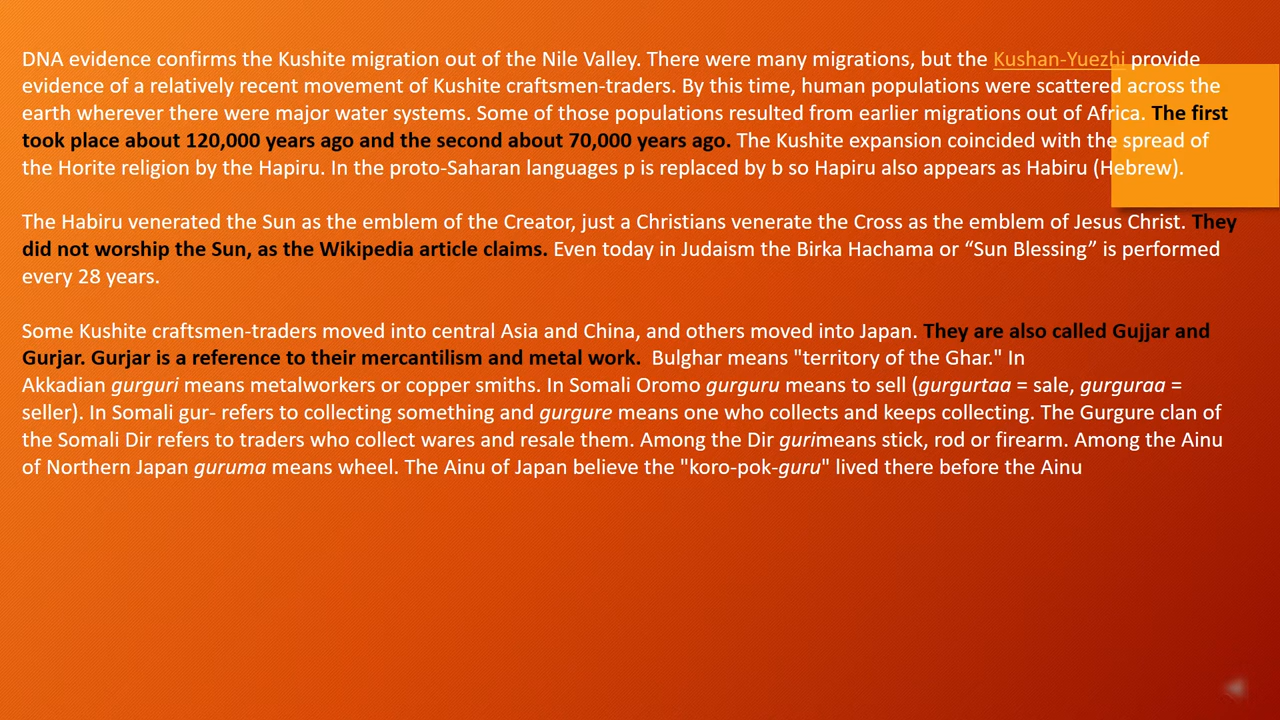 DNA evidence confirms the Kushite migration out of the Nile Valley. There were many migrations, but the Kushan-Yuezhi provide
evidence of a relatively recent movement of Kushite craftsmen-traders. By this time, human populations were scattered across the
earth wherever there were major water systems. Some of those populations resulted from earlier migrations out of Africa. The first
took place about 120,000 years ago and the second about 70,000 years ago. The Kushite expansion coincided with the spread of
the Horite religion by the Hapiru. In the proto-Saharan languages p is replaced by b so Hapiru also appears as Habiru (Hebrew).
The Habiru venerated the Sun as the emblem of the Creator, just a Christians venerate the Cross as the emblem of Jesus Christ. They
did not worship the Sun, as the Wikipedia article claims. Even today in Judaism the Birka Hachama or “Sun Blessing” is performed
every 28 years.
Some Kushite craftsmen-traders moved into central Asia and China, and others moved into Japan. They are also called Gujjar and
Gurjar. Gurjar is a reference to their mercantilism and metal work.  Bulghar means "territory of the Ghar." In
Akkadian gurguri means metalworkers or copper smiths. In Somali Oromo gurguru means to sell (gurgurtaa = sale, gurguraa =
seller). In Somali gur- refers to collecting something and gurgure means one who collects and keeps collecting. The Gurgure clan of
the Somali Dir refers to traders who collect wares and resale them. Among the Dir gurimeans stick, rod or firearm. Among the Ainu
of Northern Japan guruma means wheel. The Ainu of Japan believe the "koro-pok-guru" lived there before the Ainu